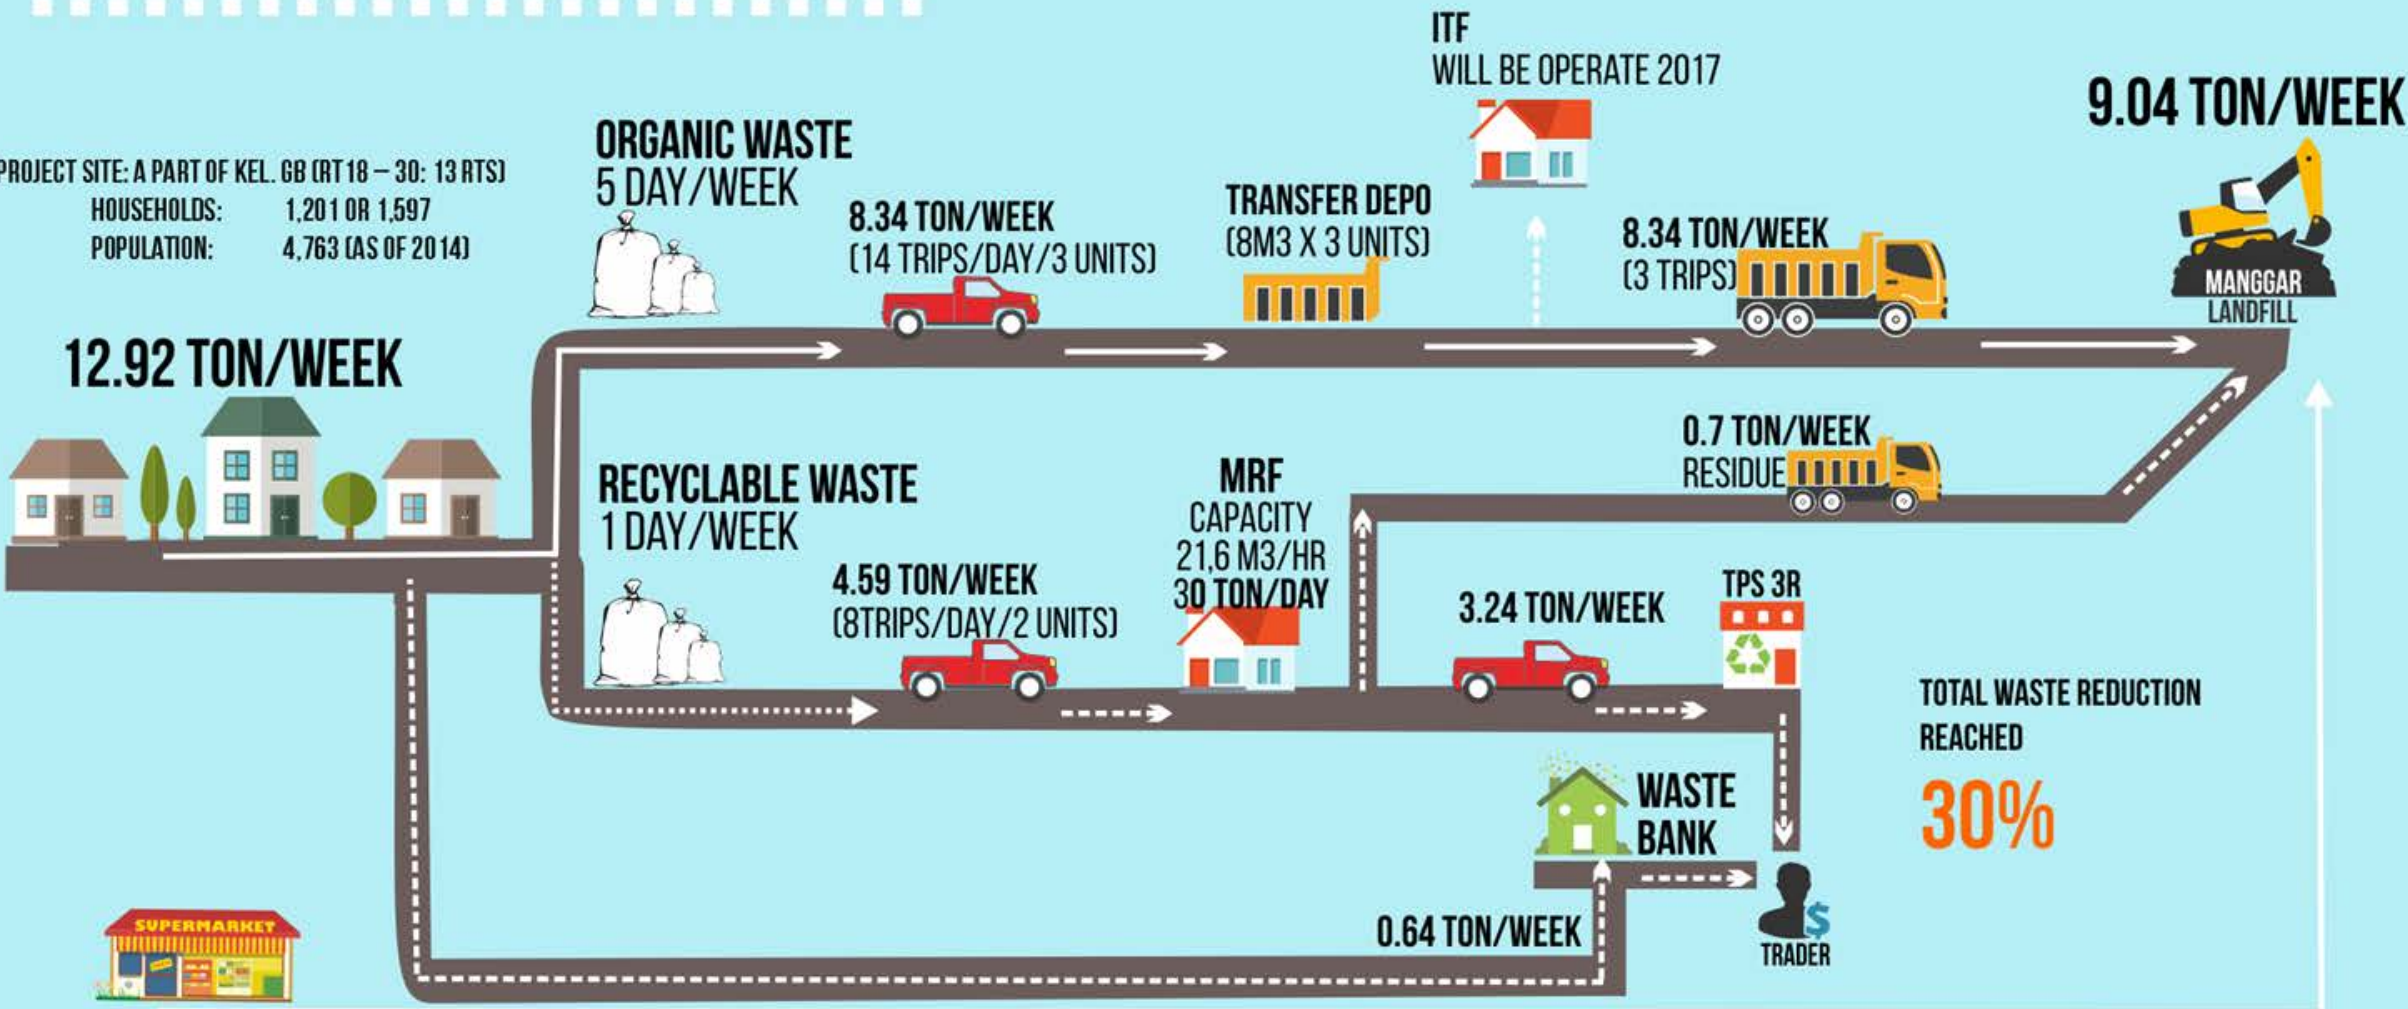 ITF
WILL BE OPERATE 2017
9.04 TON/WEEK
MANGGAR
LANDFILL
PROJECT SITE: A PART OF KEL. GB (RT 18 – 30: 13 RTS)
HOUSEHOLDS: 1,201 OR 1,597
POPULATION: 4,763 (AS OF 2014)
12.92 TON/WEEK
ORGANIC WASTE
5 DAY/WEEK
8.34 TON/WEEK
(14 TRIPS/DAY/3 UNITS)
TRANSFER DEPO
(8M3 X 3 UNITS)
8.34 TON/WEEK
(3 TRIPS)
0.7 TON/WEEK
RESIDUE
RECYCLABLE WASTE
1 DAY/WEEK
4.59 TON/WEEK
(8TRIPS/DAY/2 UNITS)
MRF
CAPACITY
21,6 M3/HR
30 TON/DAY
3.24 TON/WEEK
TPS 3R
TOTAL WASTE REDUCTION
REACHED
30%
WASTE
BANK
0.64 TON/WEEK
$
TRADER
SUPERMARKET